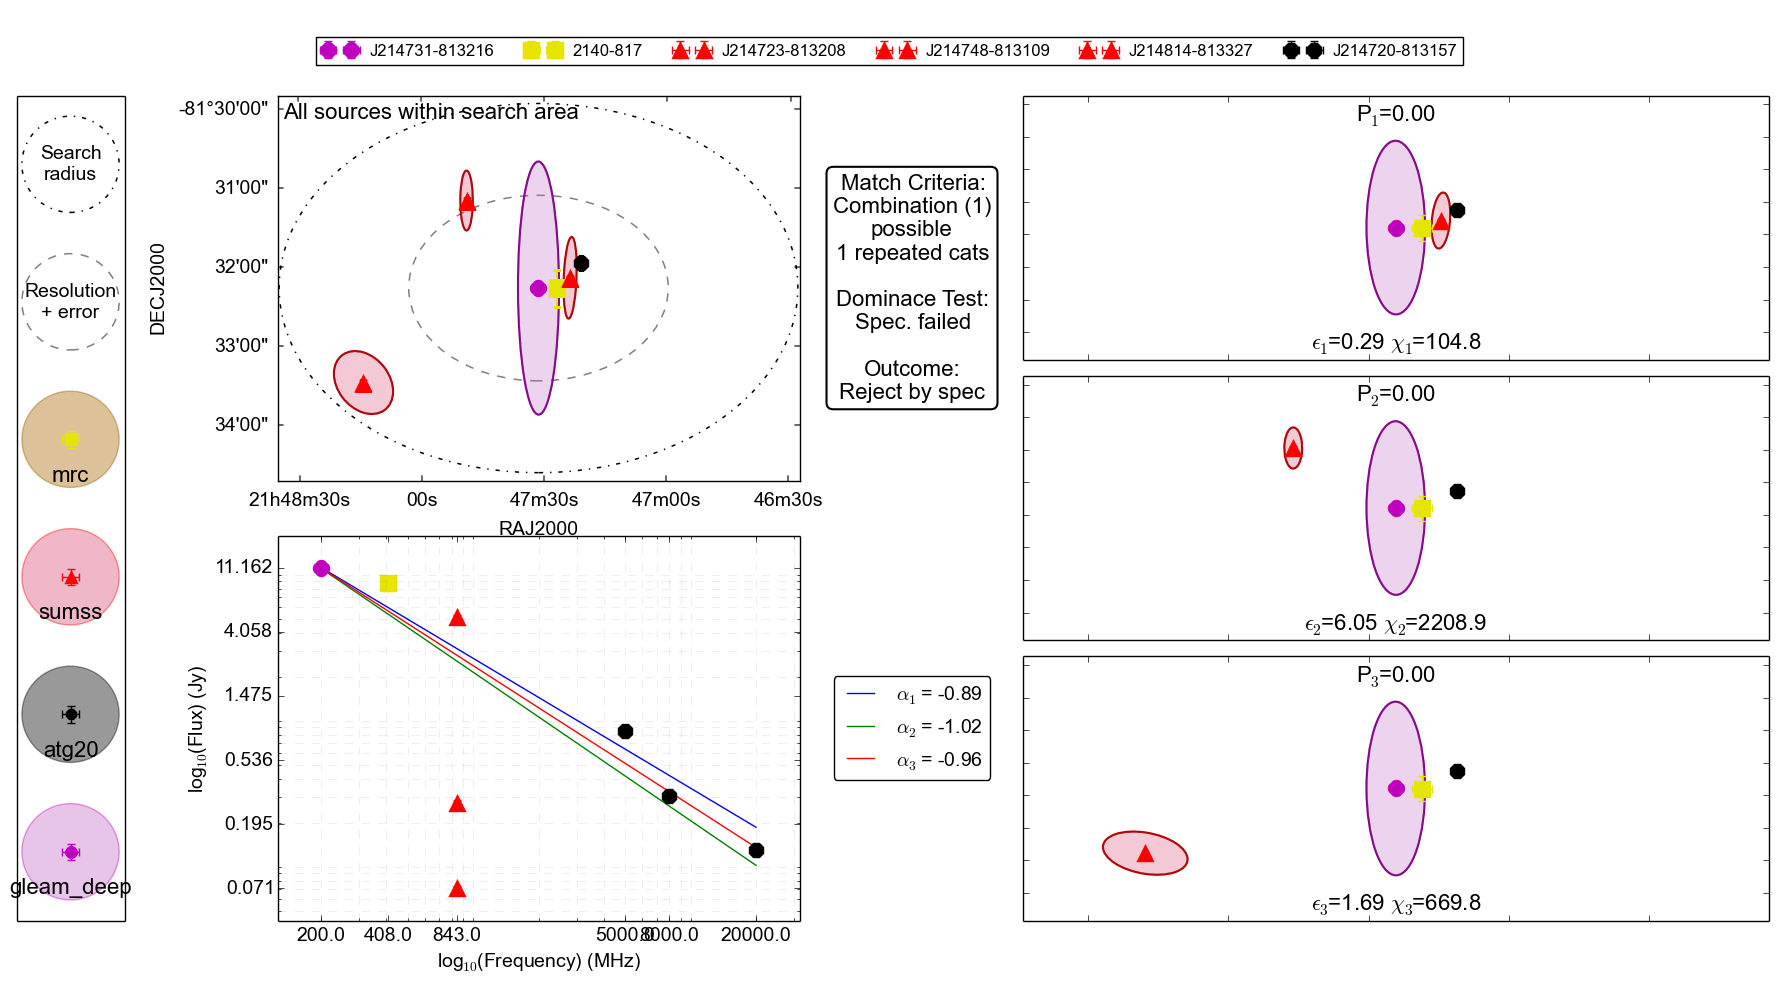 J214731-813216
2140-817
J214723-813208
J214748-813109
J214814-813327
J214720-813157
Search
radius
Resolution
+ error
mrc
sumss
atg20
gleam_deep
All sources within search area
-81°30'00"
31'00"
32'00"
33'00"
34'00"
DECJ2000
21h48m30s
00s
47m30s
47m00s
46m30s
RAJ2000
Match Criteria:
Combination (1)
possible
1 repeated cats
Dominace Test:
Spec. failed
Outcome:
Reject by spec
11.162
4.058
1.475
0.536
0.195
0.071
log10(Flux) (Jy)
200.0
408.0
843.0
5000.0
8000.0
20000.0
log10(Frequency) (MHz)
α1 = -0.89
α2 = -1.02
α3 = -0.96
P1=0.00
ϵ1=0.29 χ1=104.8
P2=0.00
ϵ2=6.05 χ2=2208.9
P3=0.00
ϵ3=1.69 χ3=669.8